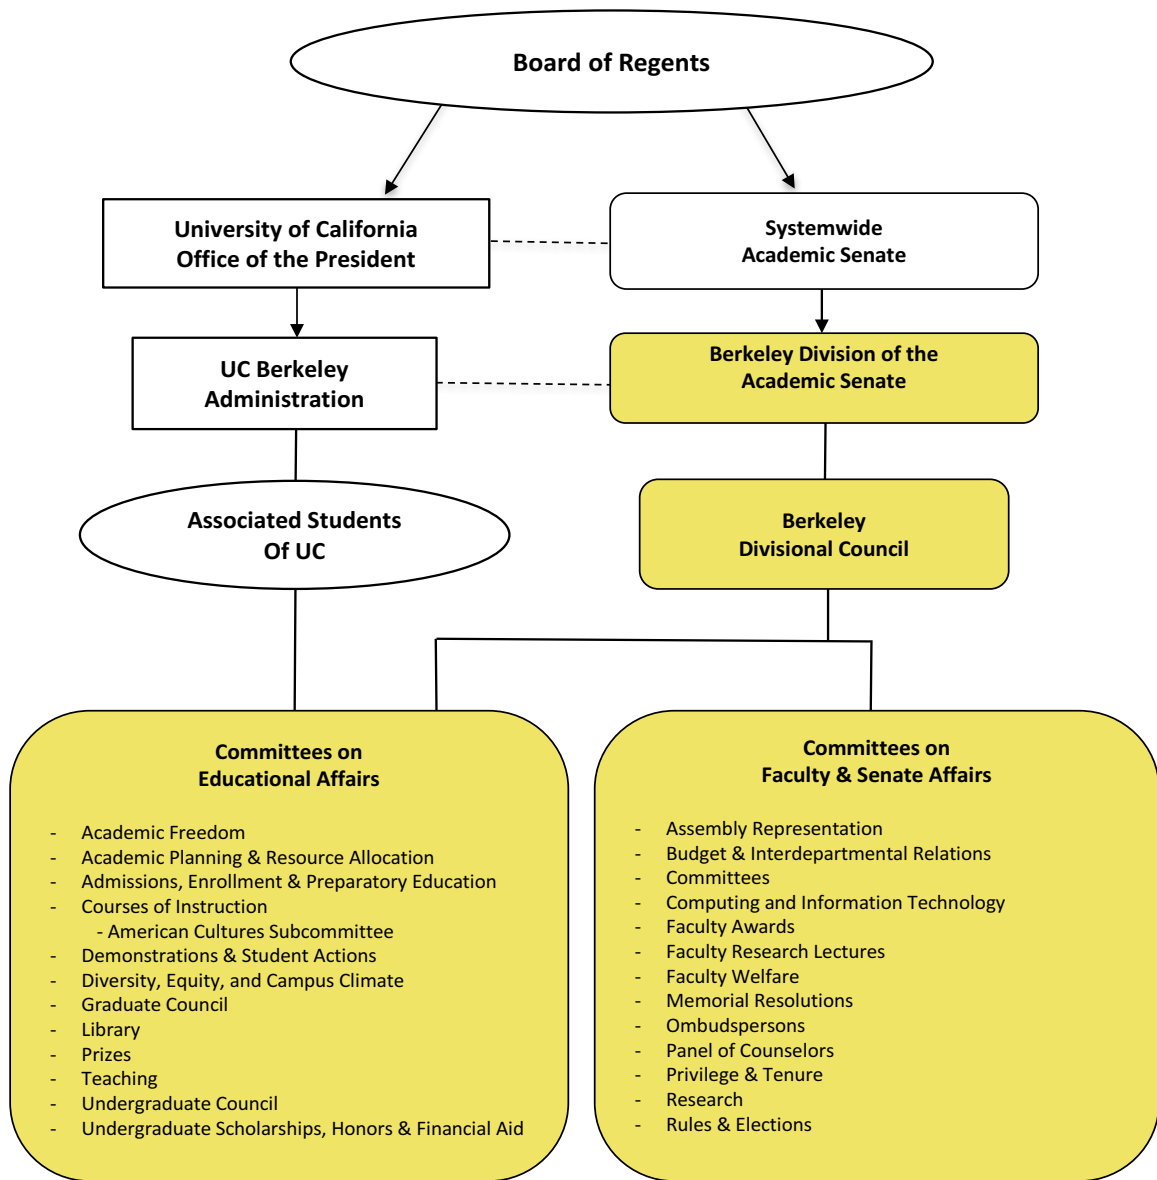 Board of Regents
University of California
Office of the President
Systemwide
Academic Senate
UC Berkeley
Administration
Berkeley Division of the
Academic Senate
Associated Students
Of UC
Berkeley
Divisional Council
Committees on
Educational Affairs
- Academic Freedom
- Academic Planning & Resource Allocation
- Admissions, Enrollment & Preparatory Education
- Courses of Instruction
- American Cultures Subcommittee
- Demonstrations & Student Actions
- Diversity, Equity, and Campus Climate
- Graduate Council
- Library
- Prizes
- Teaching
- Undergraduate Council
- Undergraduate Scholarships, Honors & Financial Aid
Committees on
Faculty & Senate Affairs
- Assembly Representation
- Budget & Interdepartmental Relations
- Committees
- Computing and Information Technology
- Faculty Awards
- Faculty Research Lectures
- Faculty Welfare
- Memorial Resolutions
- Ombudspersons
- Panel of Counselors
- Privilege & Tenure
- Research
- Rules & Elections